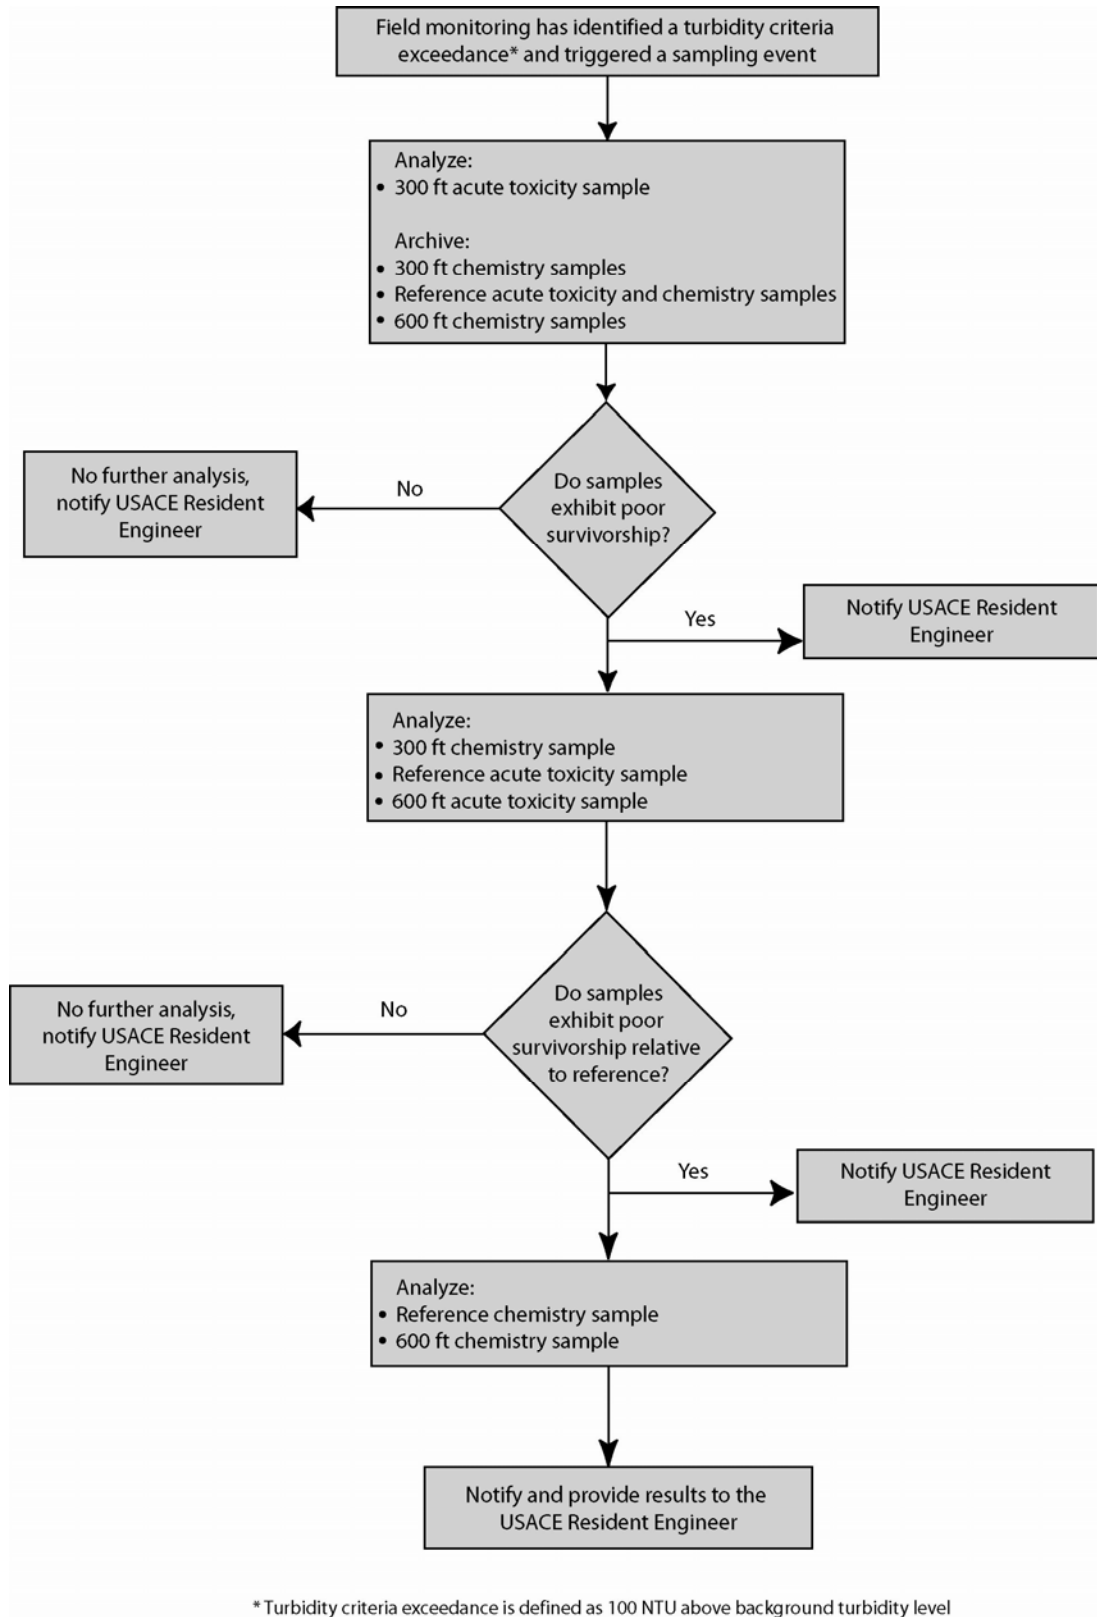 Field monitoring has identified a turbidity criteria
exceedance* and triggered a sampling event
Analyze:
• 300 ft acute toxicity sample
Archive:
• 300 ft chemistry samples
• Reference acute toxicity and chemistry samples
• 600 ft chemistry samples
Do samples
exhibit poor
survivorship?
No
No further analysis,
notify USACE Resident
Engineer
Yes
Notify USACE Resident
Engineer
Analyze:
• 300 ft chemistry sample
• Reference acute toxicity sample
• 600 ft acute toxicity sample
Do samples
exhibit poor
survivorship relative
to reference?
No
No further analysis,
notify USACE Resident
Engineer
Yes
Notify USACE Resident
Engineer
Analyze:
• Reference chemistry sample
• 600 ft chemistry sample
Notify and provide results to the
USACE Resident Engineer
* Turbidity criteria exceedance is defined as 100 NTU above background turbidity level